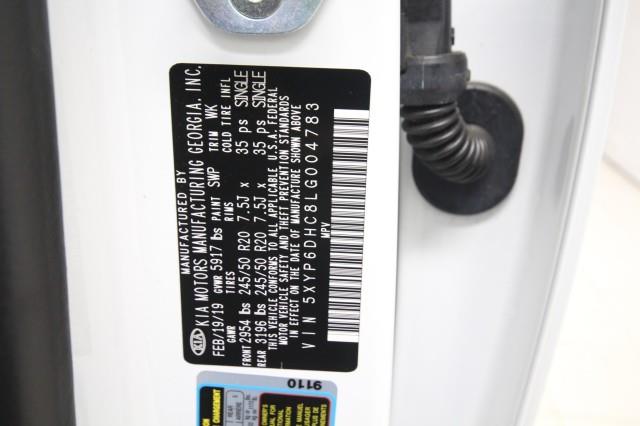 MANUFACTURED BY
KIA KIA MOTORS MANUFACTURING GEORGIA. INC.
FEB/19/19 GVWR 5917 lbs PAINT SWP TRIM WK
GAWR TIRES RIMS COLD TIRE INFL
FRONT 2954 lbs 245/50 R20 7.5J x 35 ps SINGLE
REAR 3196 lbs 245/50 R20 7.5J x 35 ps SINGLE
THIS VEHICLE CONFORMS TO ALL APPLICABLE U.S.A. FEDERAL
MOTOR VEHICLE SAFETY AND THEFT PREVENTION STANDARDS
IN EFFECT ON THE DATE OF MANUFACTURE SHOWN ABOVE
VIN 5XYP6DHC8LG004783
MPV
9110